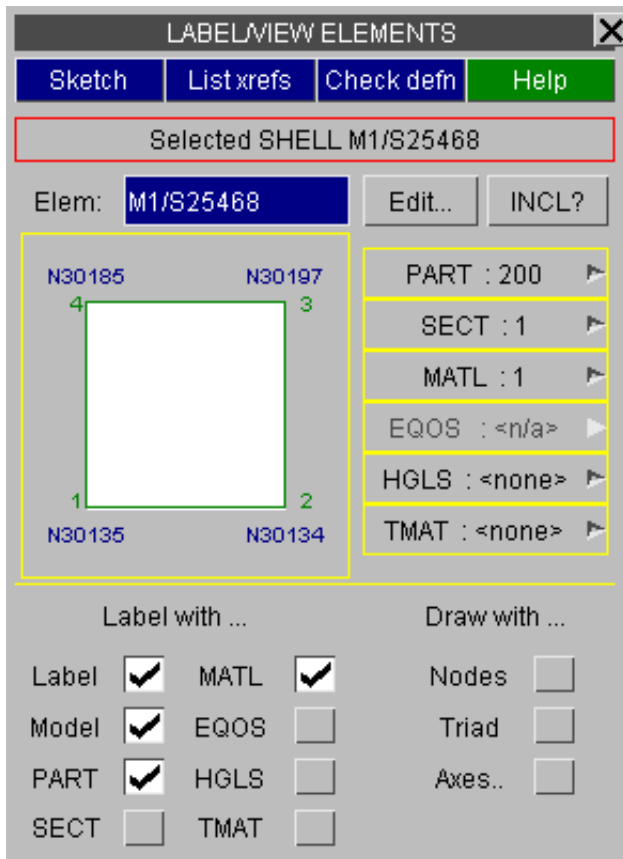 LABEL/VIEW ELEMENTS
Sketch List xrefs Check defn Help
Selected SHELL M1/S25468
Elem: M1/S25468 Edit... INCL?
N30185 N30197
4 3
1 2
N30135 N30134
PART : 200
SECT : 1
MATL : 1
EQOS : <n/a>
HGLS : <none>
TMAT : <none>
Label with ... Draw with ...
Label MATL Nodes
Model EQOS Triad
PART HGLS Axes..
SECT TMAT